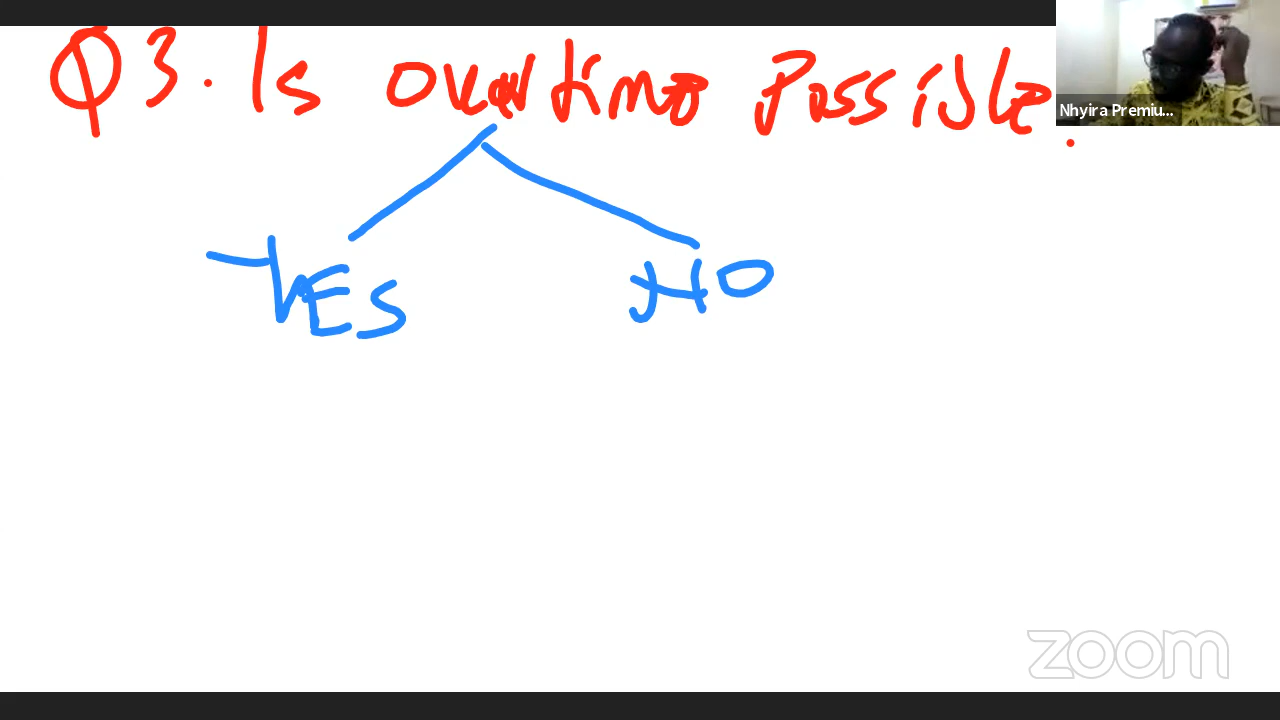 Q3. Is overtime Possible.
Nhyira Premiu...
YES NO
zoom